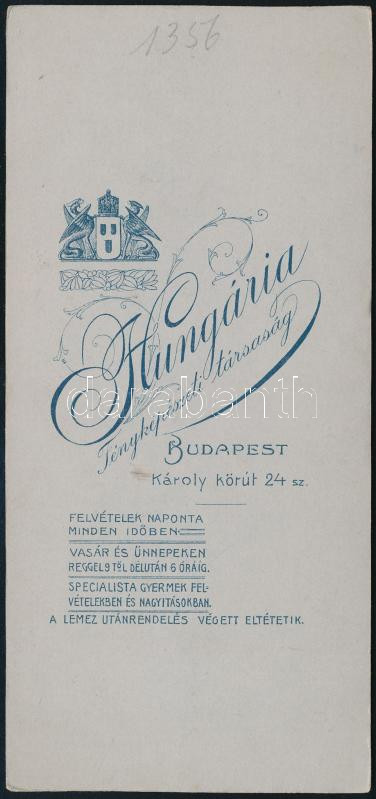 1356
Hungária
Fényképészeti társaság
darabanth
BUDAPEST
Károly körút 24 sz.
FELVÉTELEK NAPONTA
MINDEN IDŐBEN
VASÁR ÉS ÜNNEPEKEN
REGGEL 9 TŐL DÉLUTÁN 6 ÓRÁIG.
SPECIALISTA GYERMEK FEL-
VÉTELEKBEN ÉS NAGYITÁSOKBAN.
A LEMEZ UTÁNRENDELÉS VÉGETT ELTÉTETIK.